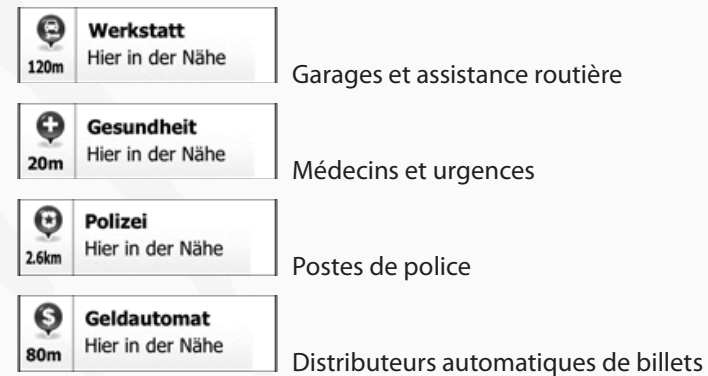 Werkstatt
Hier in der Nähe
120m
Garages et assistance routière
Gesundheit
Hier in der Nähe
20m
Médecins et urgences
Polizei
Hier in der Nähe
2.6km
Postes de police
S
Geldautomat
Hier in der Nähe
80m
Distributeurs automatiques de billets